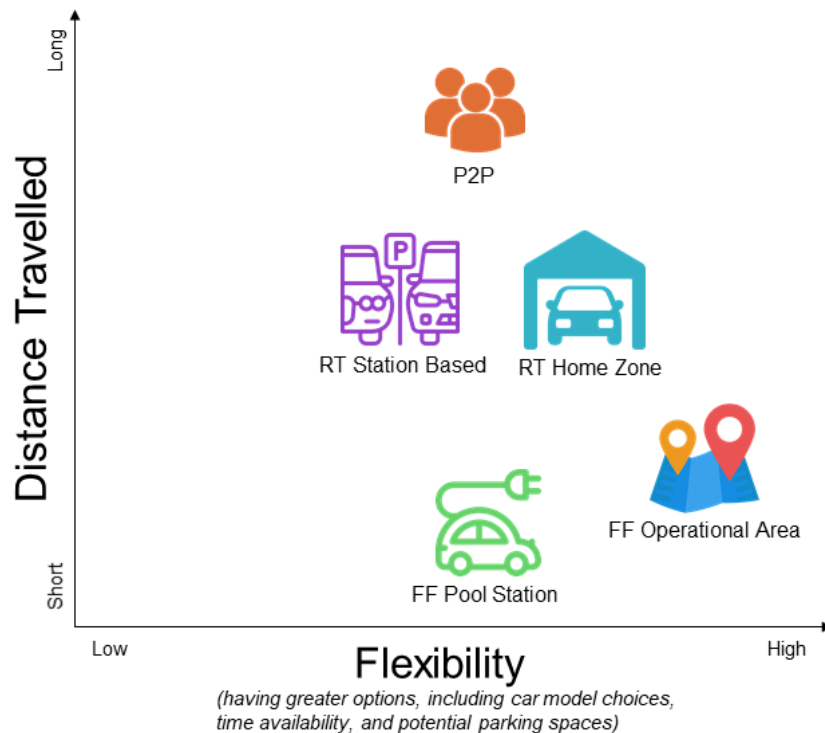 Long
P2P
P
Distance Travelled
RT Station Based
RT Home Zone
FF Operational Area
FF Pool Station
Short
Low
High
Flexibility
(having greater options, including car model choices,
time availability, and potential parking spaces)